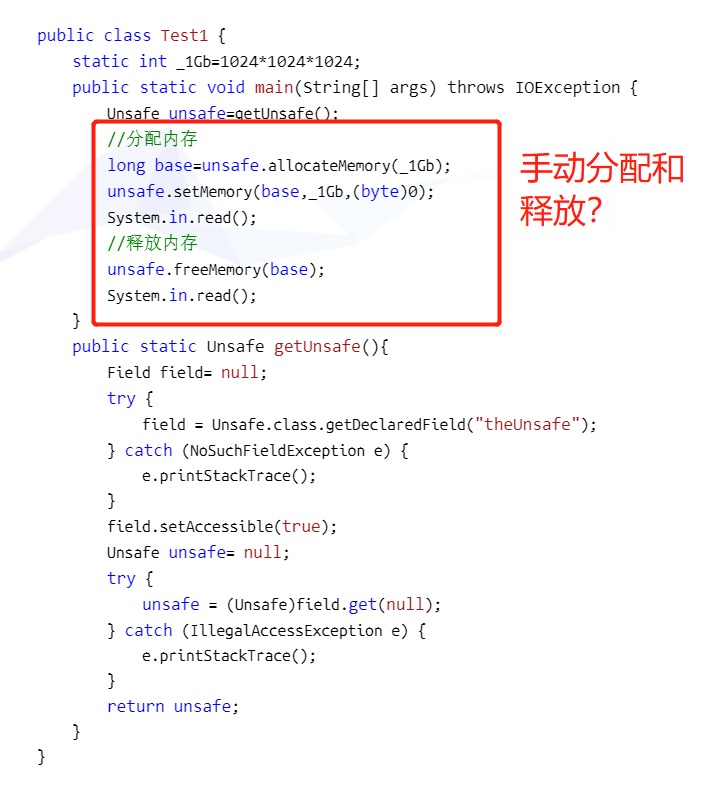 public class Test1 {
static int _1Gb=1024*1024*1024;
public static void main(String[] args) throws IOException {
Unsafe unsafe=getUnsafe();
//分配内存
long base=unsafe.allocateMemory(_1Gb);
unsafe.setMemory(base,_1Gb,(byte)0);
System.in.read();
//释放内存
unsafe.freeMemory(base);
System.in.read();
}
手动分配和
释放?
public static Unsafe getUnsafe(){
Field field= null;
try {
field = Unsafe.class.getDeclaredField("theUnsafe");
} catch (NoSuchFieldException e) {
e.printStackTrace();
}
field.setAccessible(true);
Unsafe unsafe= null;
try {
unsafe = (Unsafe)field.get(null);
} catch (IllegalAccessException e) {
e.printStackTrace();
}
return unsafe;
}
}